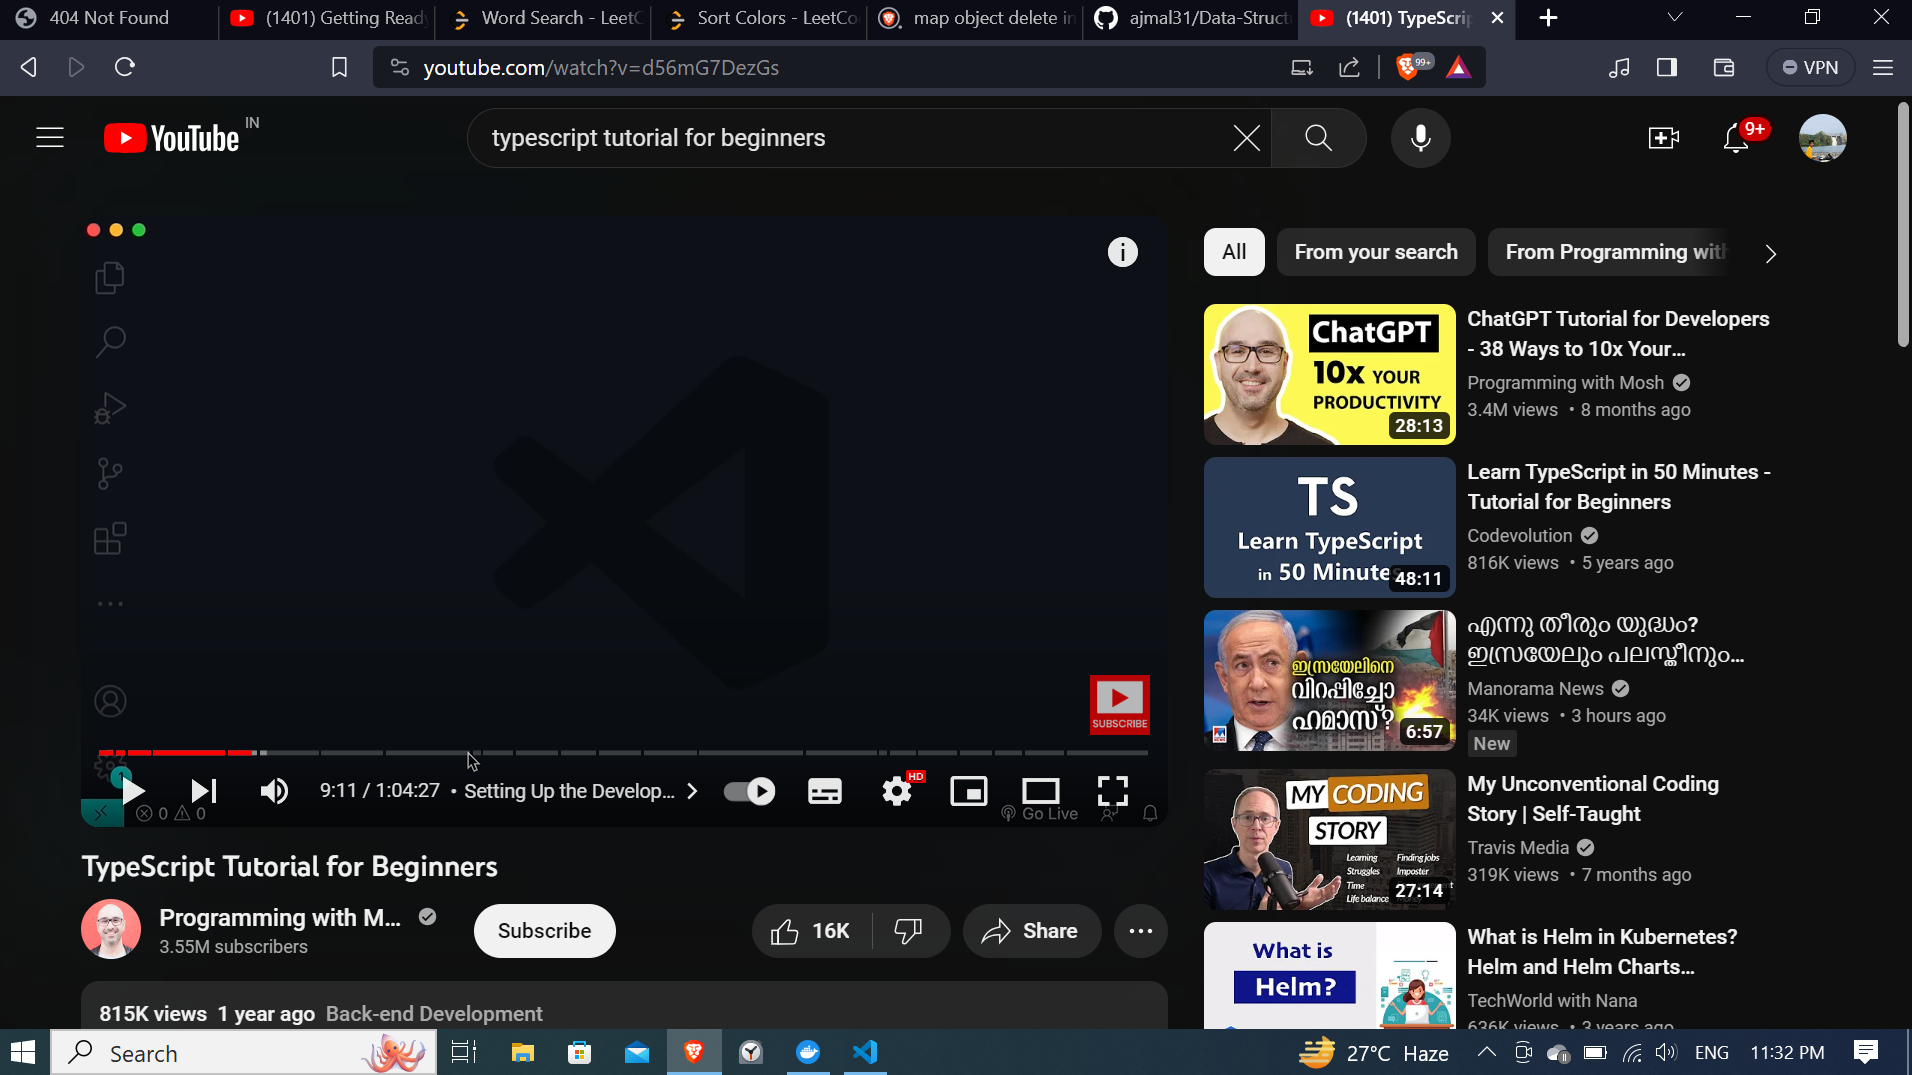 404 Not Found
(1401) Getting Ready
Word Search - LeetC
Sort Colors - LeetCo
map object delete in
ajmal31/Data-Struct
(1401) TypeScrip
youtube.com/watch?v=d56mG7DezGs
99+
VPN
YouTube IN
typescript tutorial for beginners
9+
All
From your search
From Programming with
ChatGPT
10x YOUR
PRODUCTIVITY
28:13
ChatGPT Tutorial for Developers
- 38 Ways to 10x Your...
Programming with Mosh
3.4M views • 8 months ago
TS
Learn TypeScript
in 50 Minutes
48:11
Learn TypeScript in 50 Minutes -
Tutorial for Beginners
Codevolution
816K views • 5 years ago
ഇസ്രയേലിനെ
വിറപ്പിച്ചോ
ഹമാസ്?
6:57
എന്നു തീരും യുദ്ധം?
ഇസ്രയേലും പലസ്തീനും...
Manorama News
34K views • 3 hours ago
New
MY CODING
STORY
Learning
Finding jobs
Struggles
Imposter
Time
Life balance
27:14
My Unconventional Coding
Story | Self-Taught
Travis Media
319K views • 7 months ago
What is
Helm?
What is Helm in Kubernetes?
Helm and Helm Charts...
TechWorld with Nana
636K views • 3 years ago
SUBSCRIBE
1
9:11 / 1:04:27 • Setting Up the Develop...
HD
0 0
Go Live
TypeScript Tutorial for Beginners
Programming with M...
3.55M subscribers
Subscribe
16K
Share
815K views 1 year ago Back-end Development
Search
27°C Haze
ENG
11:32 PM